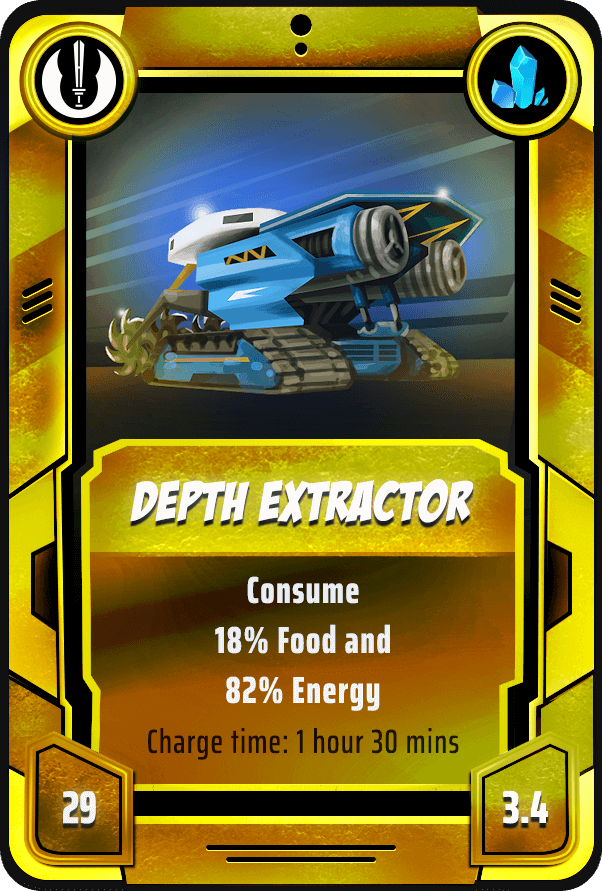 DEPTH EXTRACTOR
Consume
18% Food and
82% Energy
Charge time: 1 hour 30 mins
29
3.4